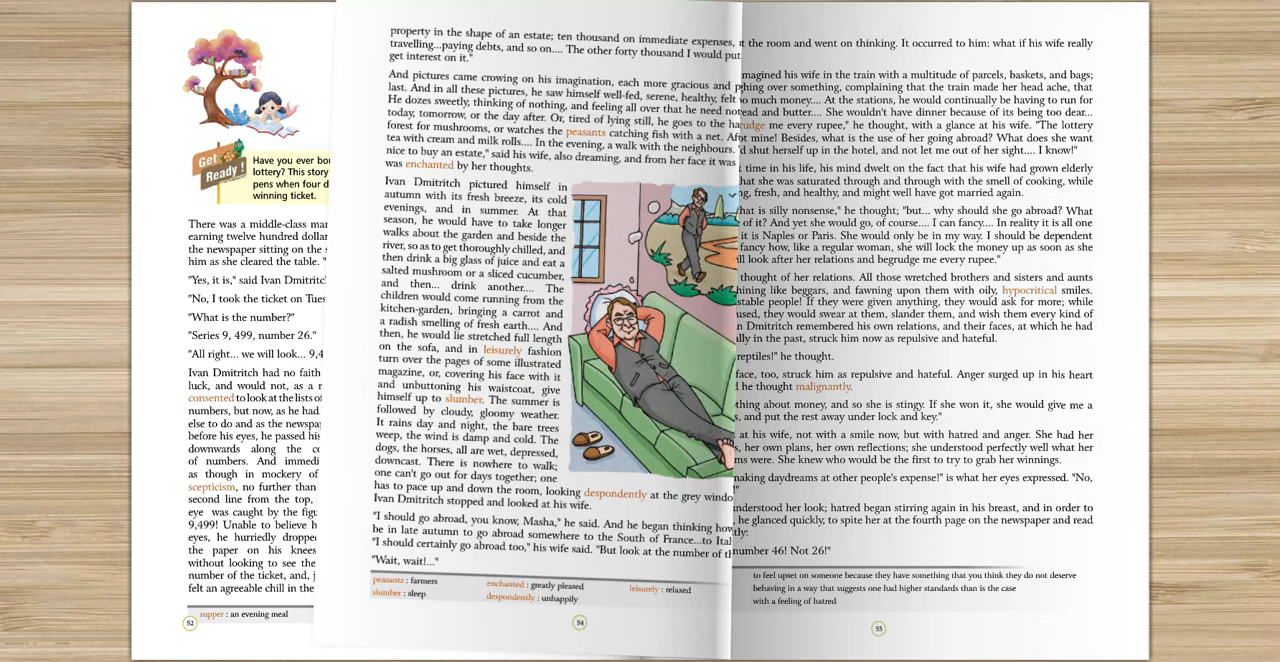 Get
Ready !
Have you ever
lottery? This story
pens when four d
winning ticket.
There was a middle-class man
earning twelve hundred dollar
the newspaper sitting on the
him as she cleared the table. "
"Yes, it is," said Ivan Dmitritch
"No, I took the ticket on Tues
"What is the number?"
"Series 9, 499, number 26."
"All right... we will look... 9,4
Ivan Dmitritch had no faith
luck, and would not, as a r
consented to look at the lists of
numbers, but now, as he had
else to do and as the newspa
before his eyes, he passed his
downwards along the co
of numbers. And immedi
as though in mockery of
scepticism, no further than
second line from the top,
eye was caught by the figu
9,499! Unable to believe h
eyes, he hurriedly dropped
the paper on his knees
without looking to see the
number of the ticket, and, j
felt an agreeable chill in the
supper : an evening meal
52
property in the shape of an estate; ten thousand on immediate expenses,
travelling...paying debts, and so on.... The other forty thousand I would put
get interest on it."
And pictures came crowing on his imagination, each more gracious and p
last. And in all these pictures, he saw himself well-fed, serene, healthy, felt
He dozes sweetly, thinking of nothing, and feeling all over that he need not
today, tomorrow, or the day after. Or, tired of lying still, he goes to the ha
forest for mushrooms, or watches the peasants catching fish with a net. Af
tea with cream and milk rolls.... In the evening, a walk with the neighbours.
nice to buy an estate," said his wife, also dreaming, and from her face it was
was enchanted by her thoughts.
Ivan Dmitritch pictured himself in
autumn with its fresh breeze, its cold
evenings, and in summer. At that
season, he would have to take longer
walks about the garden and beside the
river, so as to get thoroughly chilled, and
then drink a big glass of juice and eat a
salted mushroom or a sliced cucumber,
and then... drink another.... The
children would come running from the
kitchen-garden, bringing a carrot and
a radish smelling of fresh earth.... And
then, he would lie stretched full length
on the sofa, and in leisurely fashion
turn over the pages of some illustrated
magazine, or, covering his face with it
and unbuttoning his waistcoat, give
himself up to slumber. The summer is
followed by cloudy, gloomy weather.
It rains day and night, the bare trees
weep, the wind is damp and cold. The
dogs, the horses, all are wet, depressed,
downcast. There is nowhere to walk;
one can't go out for days together; one
has to pace up and down the room, looking despondently at the grey windo
Ivan Dmitritch stopped and looked at his wife.
"I should go abroad, you know, Masha," he said. And he began thinking how
be in late autumn to go abroad somewhere to the South of France...to Ital
"I should certainly go abroad too," his wife said. "But look at the number of th
"Wait, wait!..."
peasants : farmers enchanted : greatly pleased leisurely : relaxed
slumber : sleep despondently : unhappily
54
the room and went on thinking. It occurred to him: what if his wife really
magined his wife in the train with a multitude of parcels, baskets, and bags;
hing over something, complaining that the train made her head ache, that
o much money.... At the stations, he would continually be having to run for
ead and butter.... She wouldn't have dinner because of its being too dear...
udge me every rupee," he thought, with a glance at his wife. "The lottery
t mine! Besides, what is the use of her going abroad? What does she want
d shut herself up in the hotel, and not let me out of her sight.... I know!"
time in his life, his mind dwelt on the fact that his wife had grown elderly
hat she was saturated through and through with the smell of cooking, while
ng, fresh, and healthy, and might well have got married again.
hat is silly nonsense," he thought; "but... why should she go abroad? What
of it? And yet she would go, of course.... I can fancy.... In reality it is all one
it is Naples or Paris. She would only be in my way. I should be dependent
fancy how, like a regular woman, she will lock the money up as soon as she
ll look after her relations and begrudge me every rupee."
thought of her relations. All those wretched brothers and sisters and aunts
hining like beggars, and fawning upon them with oily, hypocritical smiles.
stable people! If they were given anything, they would ask for more; while
used, they would swear at them, slander them, and wish them every kind of
n Dmitritch remembered his own relations, and their faces, at which he had
lly in the past, struck him now as repulsive and hateful.
reptiles!" he thought.
face, too, struck him as repulsive and hateful. Anger surged up in his heart
he thought malignantly.
thing about money, and so she is stingy. If she won it, she would give me a
s, and put the rest away under lock and key."
at his wife, not with a smile now, but with hatred and anger. She had her
s, her own plans, her own reflections; she understood perfectly well what her
ns were. She knew who would be the first to try to grab her winnings.
making daydreams at other people's expense!" is what her eyes expressed. "No,
understood her look; hatred began stirring again in his breast, and in order to
he glanced quickly, to spite her at the fourth page on the newspaper and read
tly:
number 46! Not 26!"
to feel upset on someone because they have something that you think they do not deserve
behaving in a way that suggests one had higher standards than is the case
with a feeling of hatred
55